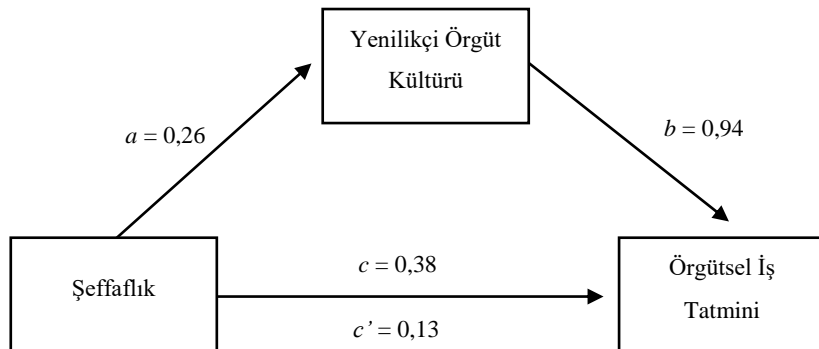 Yenilikçi Örgüt
Kültürü
a = 0,26
b = 0,94
Şeffaflık
c = 0,38
c’ = 0,13
Örgütsel İş
Tatmini